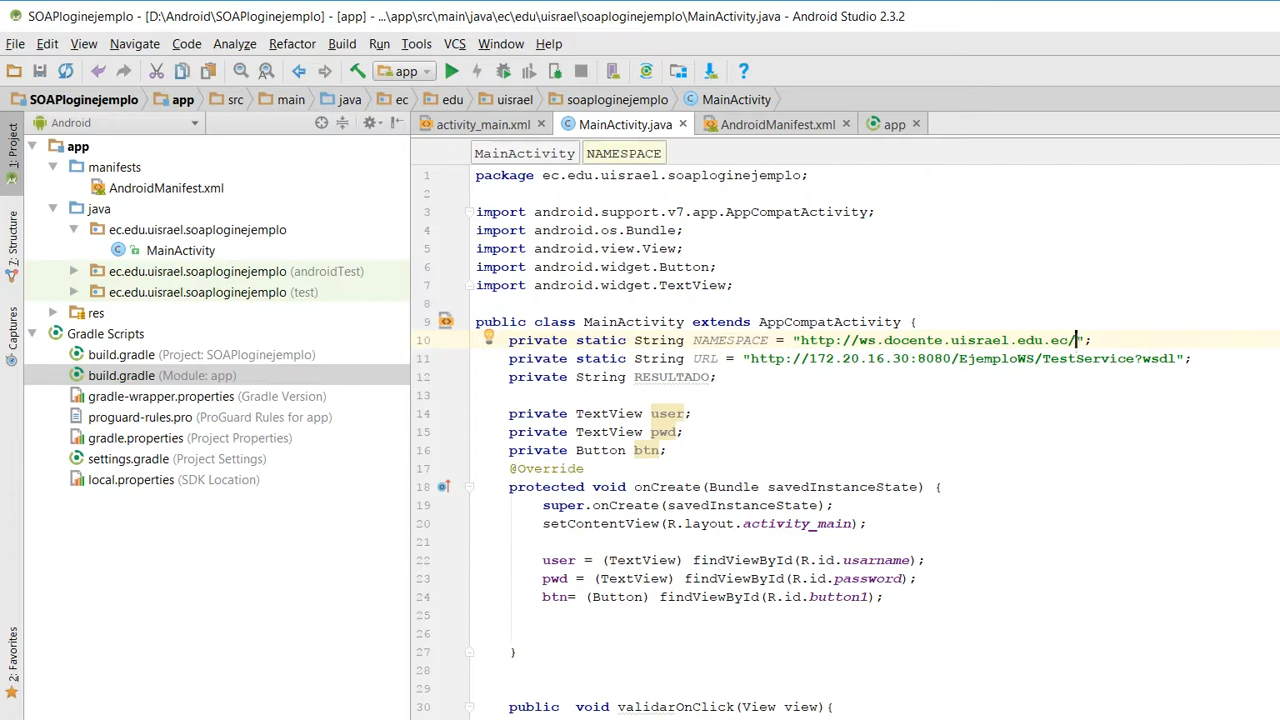 SOAPloginejemplo - [D:\Android\SOAPloginejemplo] - [app] - ...\app\src\main\java\ec\edu\uisrael\soaploginejemplo\MainActivity.java - Android Studio 2.3.2
File Edit View Navigate Code Analyze Refactor Build Run Tools VCS Window Help
app
SOAPloginejemplo app src main java ec edu uisrael soaploginejemplo MainActivity
Android
activity_main.xml MainActivity.java AndroidManifest.xml app
1: Project
7: Structure
Captures
2: Favorites
app
manifests
AndroidManifest.xml
java
ec.edu.uisrael.soaploginejemplo
MainActivity
ec.edu.uisrael.soaploginejemplo (androidTest)
ec.edu.uisrael.soaploginejemplo (test)
res
Gradle Scripts
build.gradle (Project: SOAPloginejemplo)
build.gradle (Module: app)
gradle-wrapper.properties (Gradle Version)
proguard-rules.pro (ProGuard Rules for app)
gradle.properties (Project Properties)
settings.gradle (Project Settings)
local.properties (SDK Location)
MainActivity NAMESPACE
1 package ec.edu.uisrael.soaploginejemplo;
2
3 import android.support.v7.app.AppCompatActivity;
4 import android.os.Bundle;
5 import android.view.View;
6 import android.widget.Button;
7 import android.widget.TextView;
8
9 public class MainActivity extends AppCompatActivity {
10 private static String NAMESPACE = "http://ws.docente.uisrael.edu.ec/";
11 private static String URL = "http://172.20.16.30:8080/EjemploWS/TestService?wsdl";
12 private String RESULTADO;
13
14 private TextView user;
15 private TextView pwd;
16 private Button btn;
17 @Override
18 protected void onCreate(Bundle savedInstanceState) {
19 super.onCreate(savedInstanceState);
20 setContentView(R.layout.activity_main);
21
22 user = (TextView) findViewById(R.id.usarname);
23 pwd = (TextView) findViewById(R.id.password);
24 btn= (Button) findViewById(R.id.button1);
25
26
27 }
28
29
30 public void validarOnClick(View view){